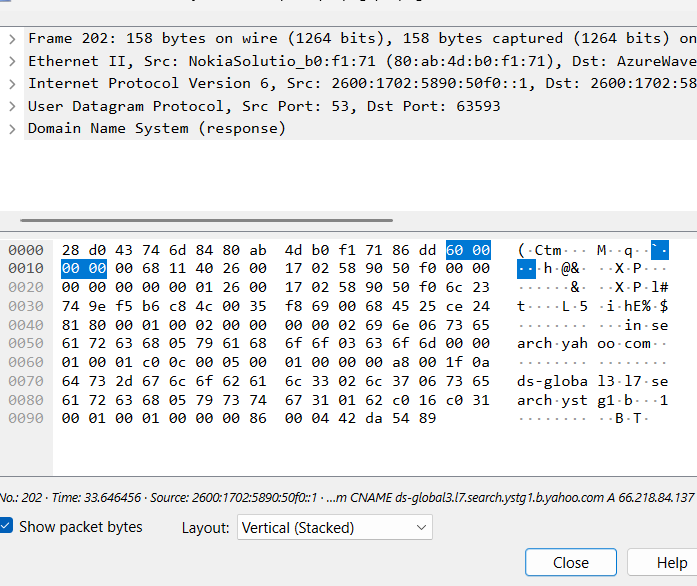 Frame 202: 158 bytes on wire (1264 bits), 158 bytes captured (1264 bits) on
Ethernet II, Src: NokiaSolutio_b0:f1:71 (80:ab:4d:b0:f1:71), Dst: AzureWave
Internet Protocol Version 6, Src: 2600:1702:5890:50f0::1, Dst: 2600:1702:58
User Datagram Protocol, Src Port: 53, Dst Port: 63593
Domain Name System (response)
0000 28 d0 43 74 6d 84 80 ab 4d b0 f1 71 86 dd 60 00 (·Ctm··· M··q··`·
0010 00 00 00 68 11 40 26 00 17 02 58 90 50 f0 00 00 ···h·@&· ··X·P···
0020 00 00 00 00 00 01 26 00 17 02 58 90 50 f0 6c 23 ······&· ··X·P·l#
0030 74 9e f5 b6 c8 4c 00 35 f8 69 00 68 45 25 ce 24 t····L·5 ·i·hE%·$
0040 81 80 00 01 00 02 00 00 00 00 02 69 6e 06 73 65 ········ ···in·se
0050 61 72 63 68 05 79 61 68 6f 6f 03 63 6f 6d 00 00 arch·yah oo·com··
0060 01 00 01 c0 0c 00 05 00 01 00 00 00 a8 00 1f 0a ········ ········
0070 64 73 2d 67 6c 6f 62 61 6c 33 02 6c 37 06 73 65 ds-globa l3·l7·se
0080 61 72 63 68 05 79 73 74 67 31 01 62 c0 16 c0 31 arch·yst g1·b···1
0090 00 01 00 01 00 00 00 86 00 04 42 da 54 89 ········ ··B·T·
No.: 202 · Time: 33.646456 · Source: 2600:1702:5890:50f0::1 · ...m CNAME ds-global3.l7.search.ystg1.b.yahoo.com A 66.218.84.137
Show packet bytes Layout: Vertical (Stacked)
Close Help